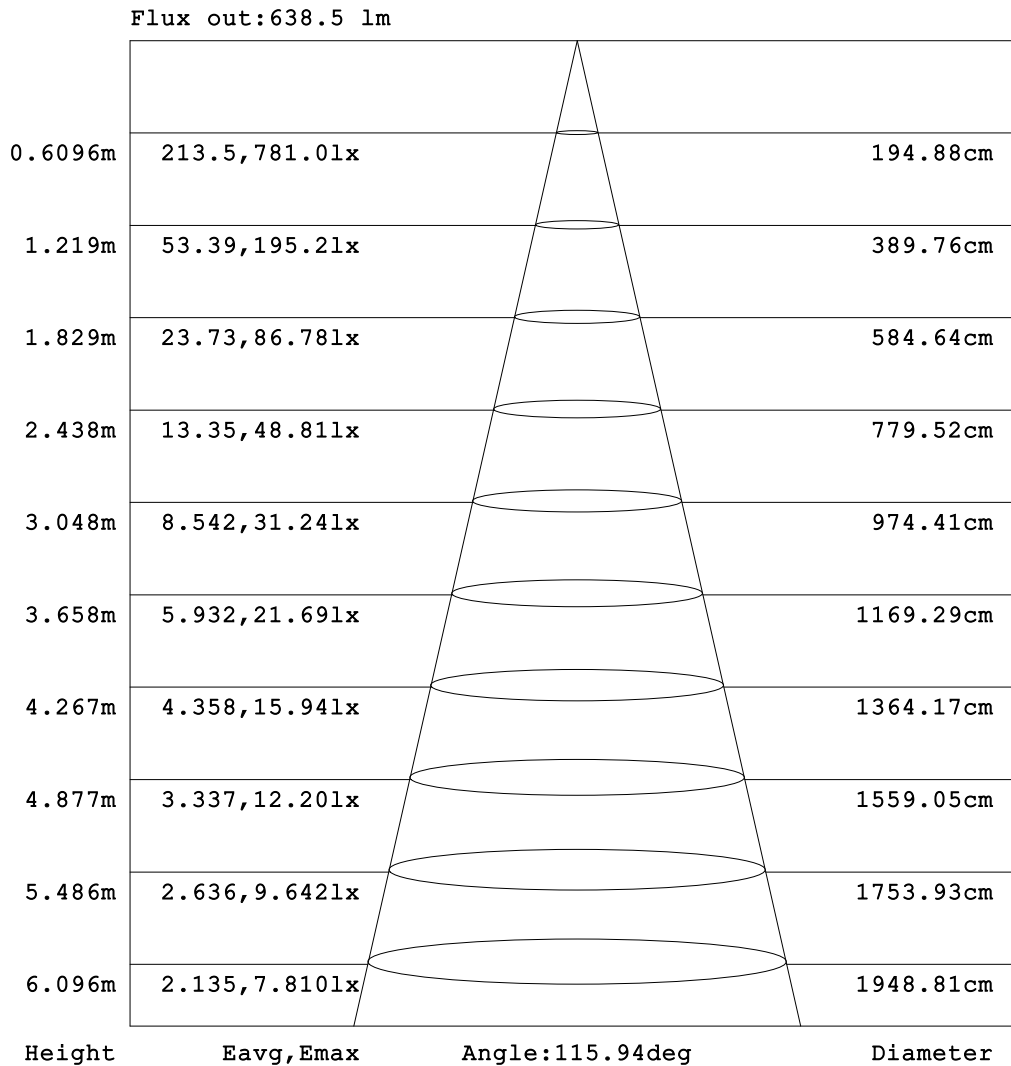 Flux out:638.5 lm
0.6096m 213.5,781.0lx 194.88cm
1.219m 53.39,195.2lx 389.76cm
1.829m 23.73,86.78lx 584.64cm
2.438m 13.35,48.81lx 779.52cm
3.048m 8.542,31.24lx 974.41cm
3.658m 5.932,21.69lx 1169.29cm
4.267m 4.358,15.94lx 1364.17cm
4.877m 3.337,12.20lx 1559.05cm
5.486m 2.636,9.642lx 1753.93cm
6.096m 2.135,7.810lx 1948.81cm
Height Eavg,Emax Angle:115.94deg Diameter